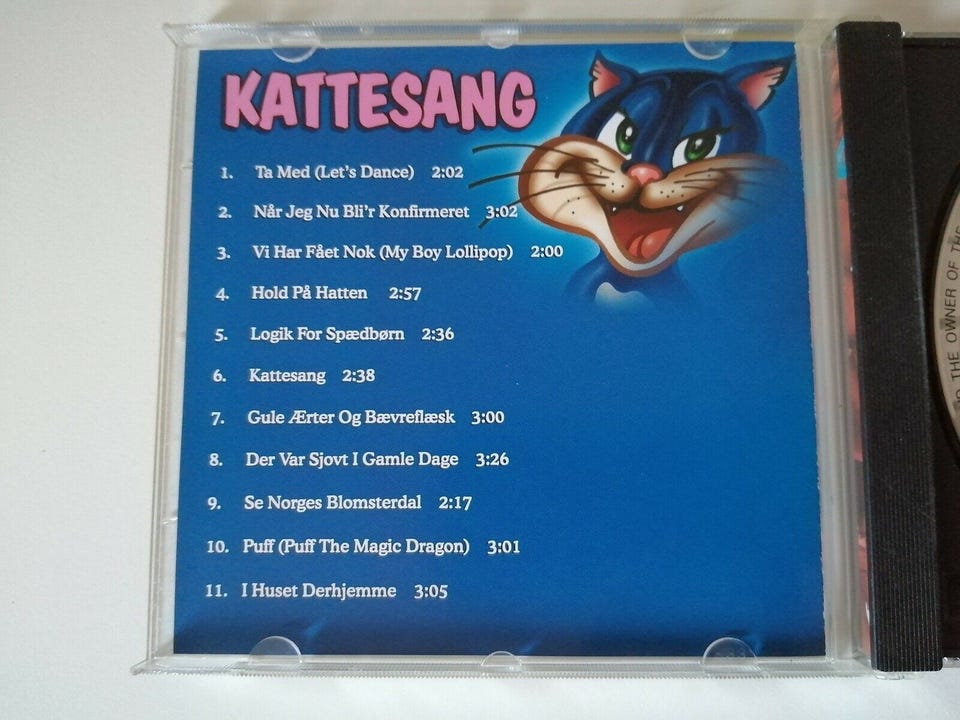 KATTESANG
1. Ta Med (Let's Dance) 2:02
2. Når Jeg Nu Bli'r Konfirmeret 3:02
3. Vi Har Fået Nok (My Boy Lollipop) 2:00
4. Hold På Hatten 2:57
5. Logik For Spædbørn 2:36
6. Kattesang 2:38
7. Gule Ærter Og Bævreflæsk 3:00
8. Der Var Sjovt I Gamle Dage 3:26
9. Se Norges Blomsterdal 2:17
10. Puff (Puff The Magic Dragon) 3:01
11. I Huset Derhjemme 3:05
THE OWNER OF THE